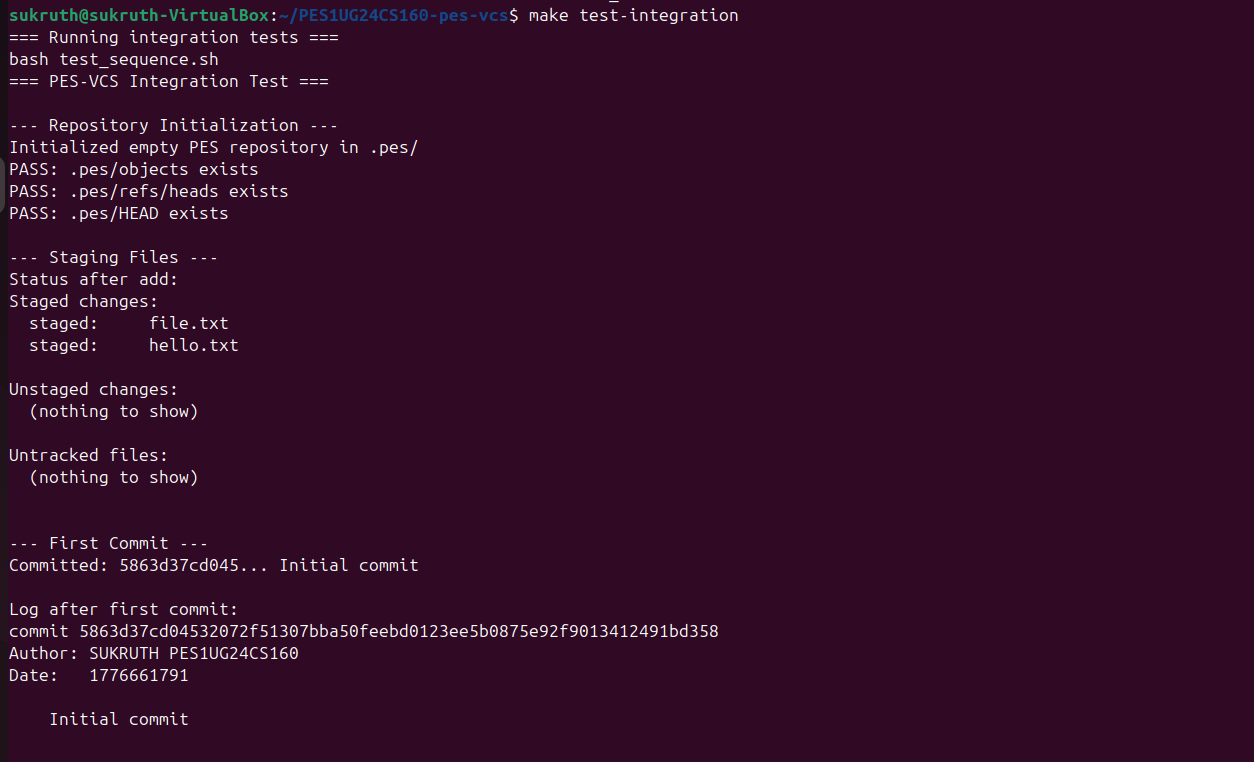 sukruth@sukruth-VirtualBox:~/PES1UG24CS160-pes-vcs$ make test-integration
=== Running integration tests ===
bash test_sequence.sh
=== PES-VCS Integration Test ===

--- Repository Initialization ---
Initialized empty PES repository in .pes/
PASS: .pes/objects exists
PASS: .pes/refs/heads exists
PASS: .pes/HEAD exists

--- Staging Files ---
Status after add:
Staged changes:
  staged:     file.txt
  staged:     hello.txt

Unstaged changes:
  (nothing to show)

Untracked files:
  (nothing to show)


--- First Commit ---
Committed: 5863d37cd045... Initial commit

Log after first commit:
commit 5863d37cd04532072f51307bba50feebd0123ee5b0875e92f9013412491bd358
Author: SUKRUTH PES1UG24CS160
Date:   1776661791

    Initial commit